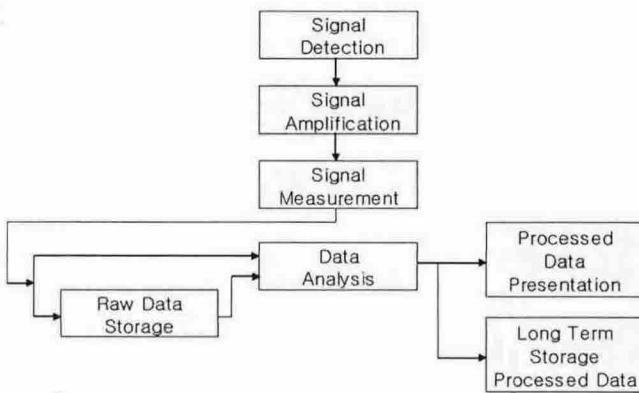 Signal
Detection
Signal
Amplification
Signal
Measurement
Data
Analysis
Processed
Data
Presentation
Raw Data
Storage
Long Term
Storage
Processed Data